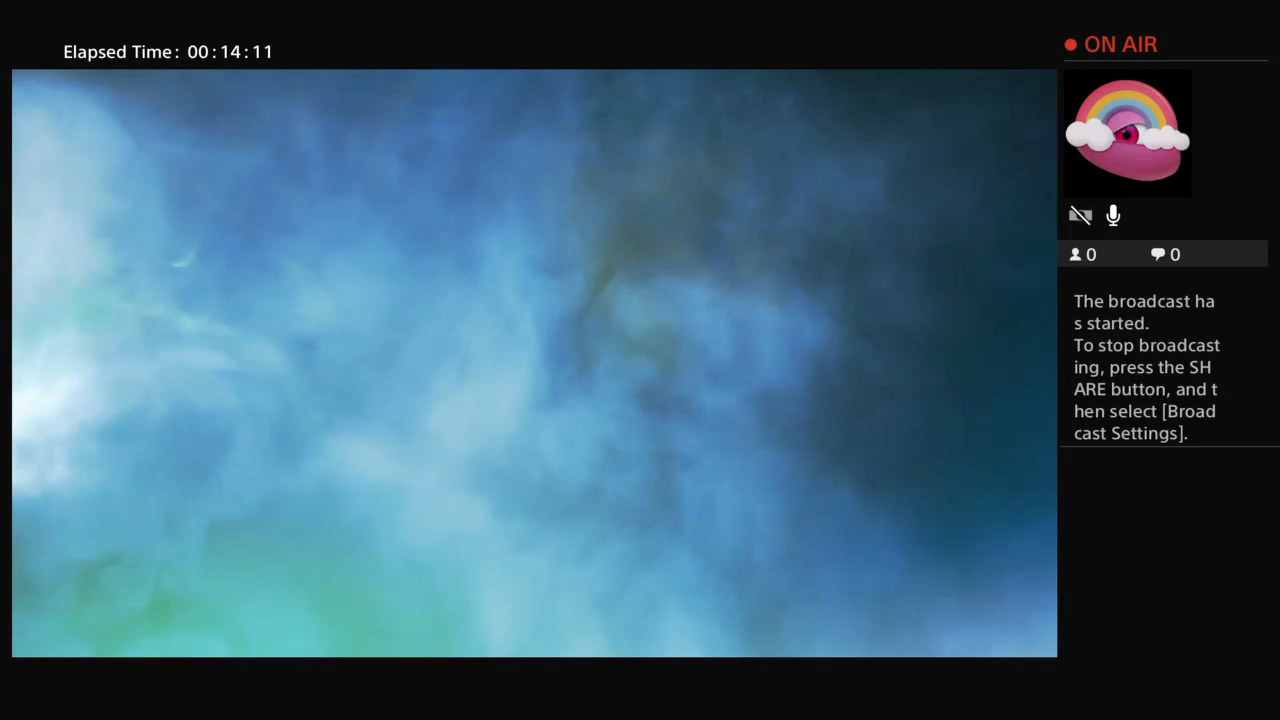 Elapsed Time: 00:14:11
ON AIR
0 0
The broadcast ha
s started.
To stop broadcast
ing, press the SH
ARE button, and t
hen select [Broad
cast Settings].